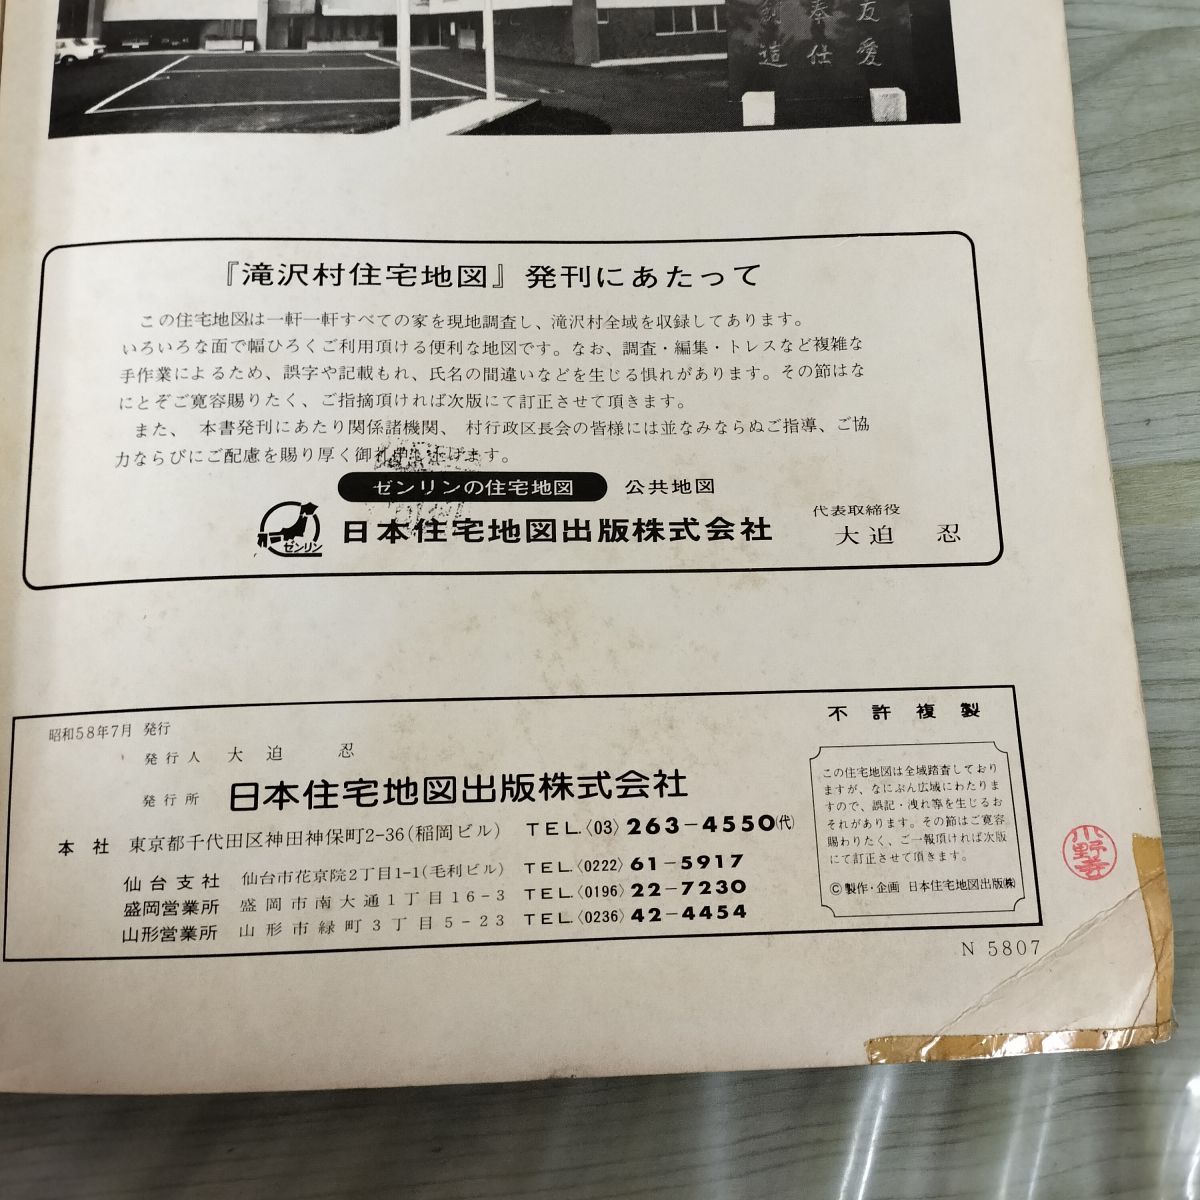 友愛
奉仕
創造
『滝沢村住宅地図』発刊にあたって
この住宅地図は一軒一軒すべての家を現地調査し、滝沢村全域を収録してあります。
いろいろな面で幅ひろくご利用頂ける便利な地図です。なお、調査・編集・トレスなど複雑な
手作業によるため、誤字や記載もれ、氏名の間違いなどを生じる惧れがあります。その節はな
にとぞご寛容賜りたく、ご指摘頂ければ次版にて訂正させて頂きます。
また、本書発刊にあたり関係諸機関、村行政区長会の皆様には並なみならぬご指導、ご協
力ならびにご配慮を賜り厚く御礼申し上げます。
ゼンリンの住宅地図 公共地図
ゼンリン 日本住宅地図出版株式会社 代表取締役 大迫 忍
昭和58年7月 発行
不許複製
発行人 大迫 忍
発行所 日本住宅地図出版株式会社
本社 東京都千代田区神田神保町2-36(稲岡ビル) TEL.〈03〉263-4550㈹
仙台支社 仙台市花京院2丁目1-1(毛利ビル) TEL.〈0222〉61-5917
盛岡営業所 盛岡市南大通1丁目16-3 TEL.〈0196〉22-7230
山形営業所 山形市緑町3丁目5-23 TEL.〈0236〉42-4454
この住宅地図は全域踏査しており
ますが、なにぶん広域にわたりま
すので、誤記・洩れ等を生じるお
それがあります。その節はご寛容
賜わりたく、ご一報頂ければ次版
にて訂正させて頂きます。
©製作・企画 日本住宅地図出版㈱
小野寺
N 5807